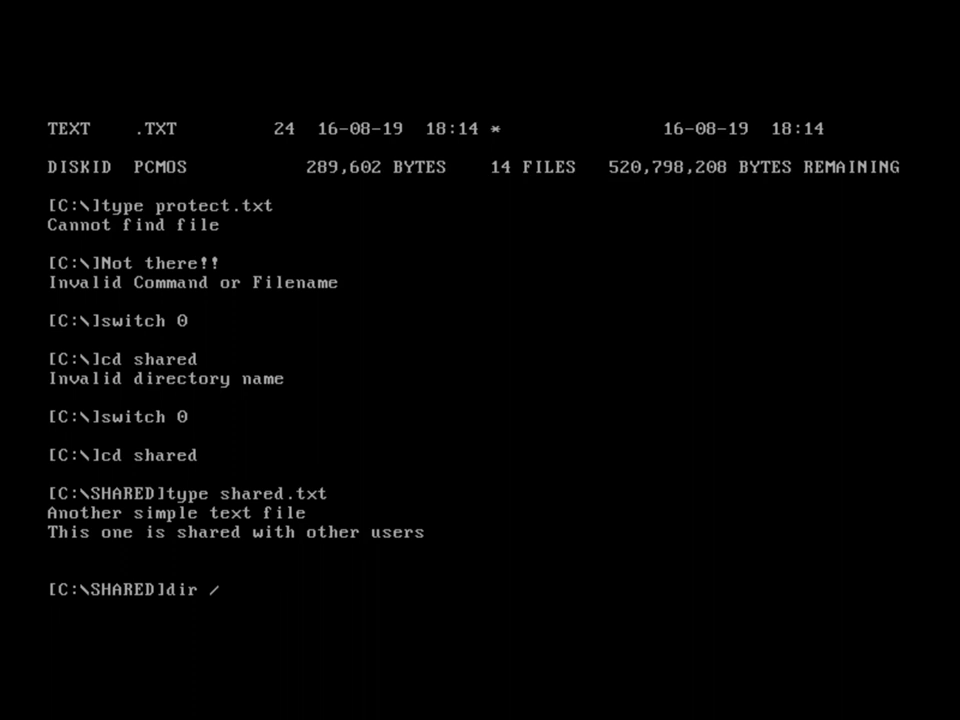 TEXT    .TXT         24  16-08-19  18:14 *               16-08-19  18:14
DISKID  PCMOS           289,602 BYTES    14 FILES   520,798,208 BYTES REMAINING
[C:\]type protect.txt
Cannot find file
[C:\]Not there!!
Invalid Command or Filename
[C:\]switch 0
[C:\]cd shared
Invalid directory name
[C:\]switch 0
[C:\]cd shared
[C:\SHARED]type shared.txt
Another simple text file
This one is shared with other users
[C:\SHARED]dir /